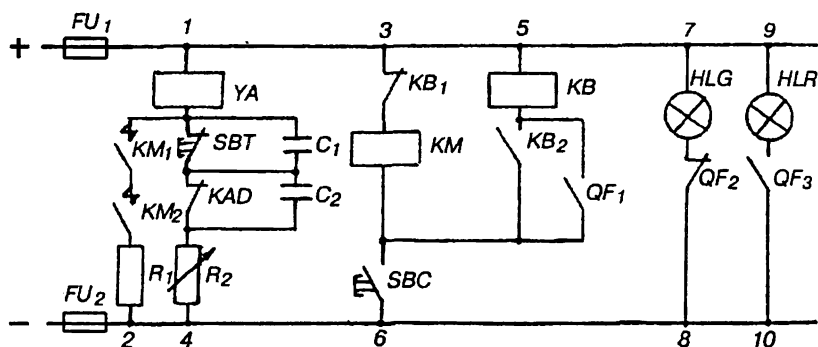 FU1 1 3 5 7 9
+
YA KB1 KB HLG HLR
KM1 SBT C1 KM KB2
KM2 KAD C2 QF1 QF2 QF3
R1 R2 SBC
FU2
−
2 4 6 8 10